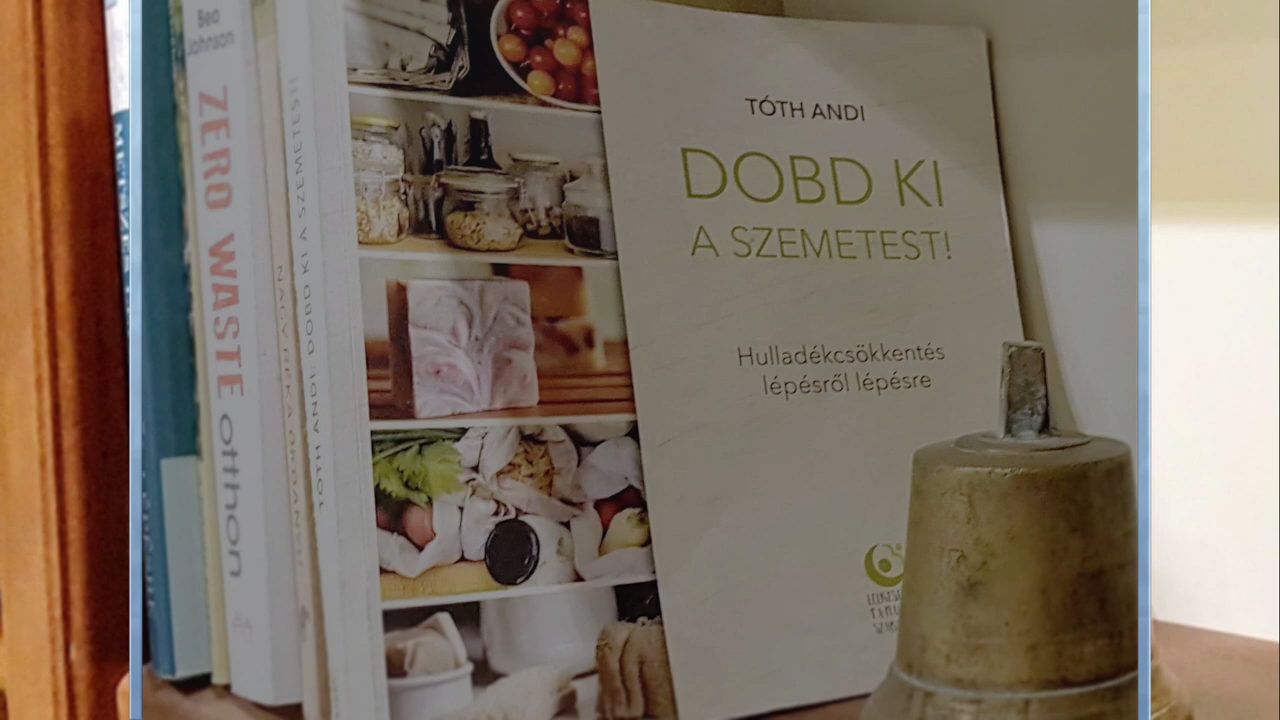 Bea
Johnson
ZERO WASTE otthon
TÓTH ANDI: DOBD KI A SZEMETEST!
TÓTH ANDI
DOBD KI
A SZEMETEST!
Hulladékcsökkentés
lépésről lépésre